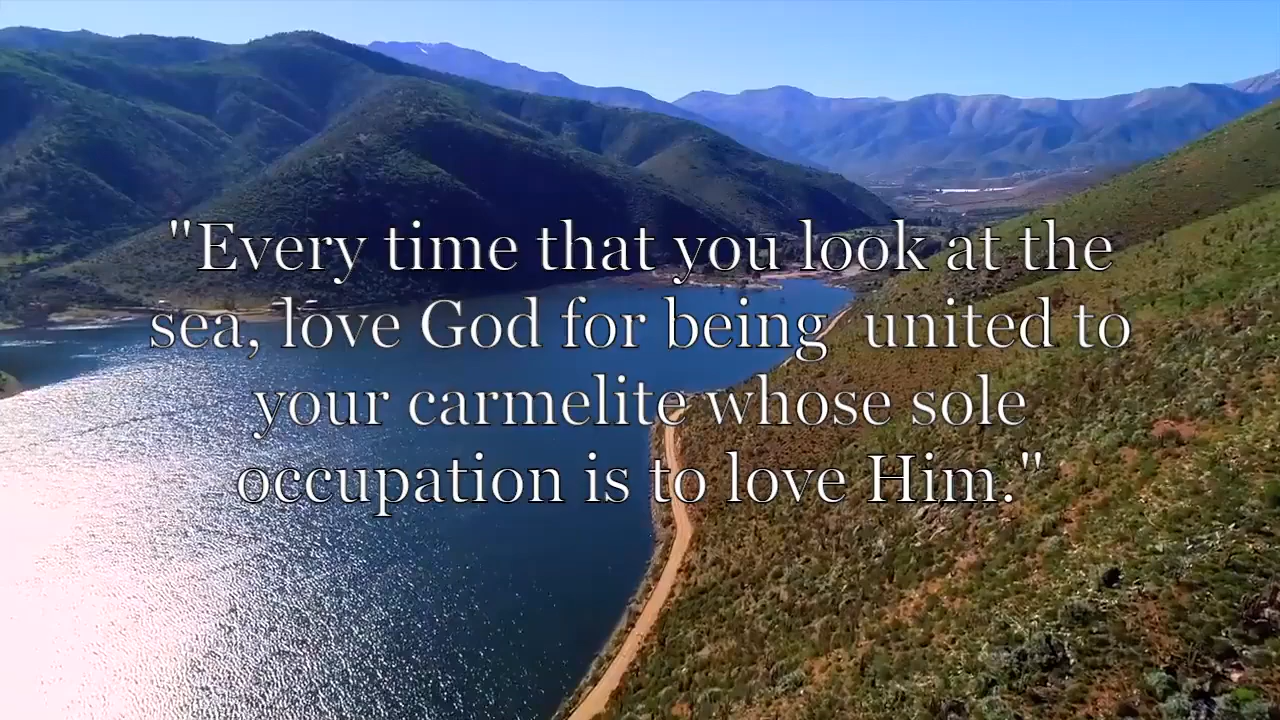 "Every time that you look at the
sea, love God for being  united to
your carmelite whose sole
occupation is to love Him."